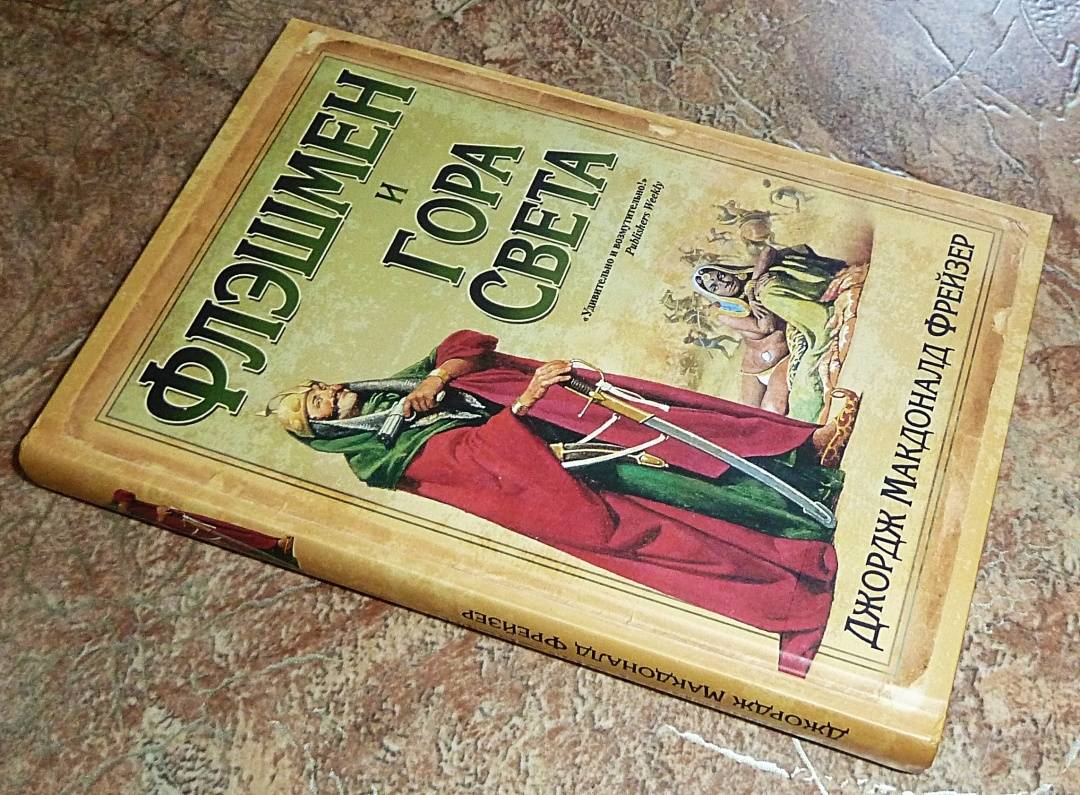 ФЛЭШМЕН
И
ГОРА
СВЕТА
«Удивительно и возмутительно!»
Publishers Weekly
ДЖОРДЖ МАКДОНАЛД ФРЕЙЗЕР
ДЖОРДЖ МАКДОНАЛД ФРЕЙЗЕР